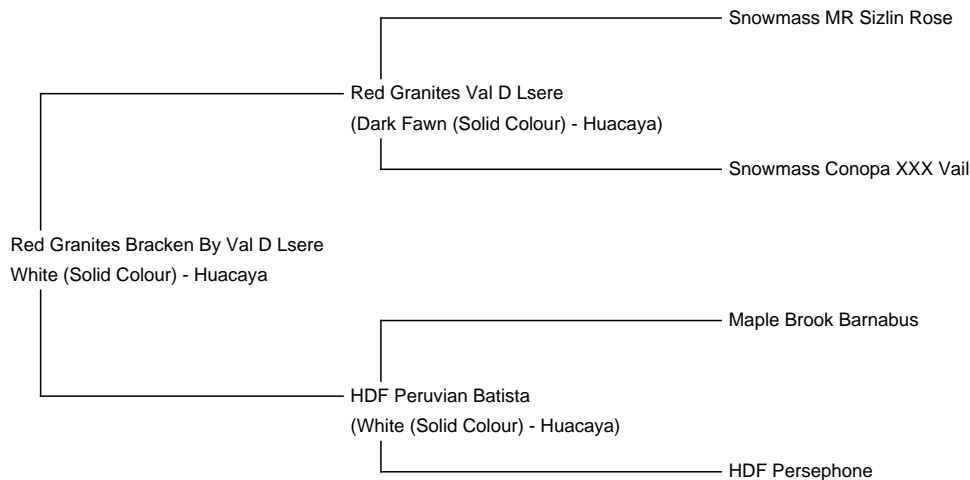 Snowmass MR Sizlin Rose
Red Granites Val D Lsere
(Dark Fawn (Solid Colour) - Huacaya)
Snowmass Conopa XXX Vail
Red Granites Bracken By Val D Lsere
White (Solid Colour) - Huacaya
Maple Brook Barnabus
HDF Peruvian Batista
(White (Solid Colour) - Huacaya)
HDF Persephone